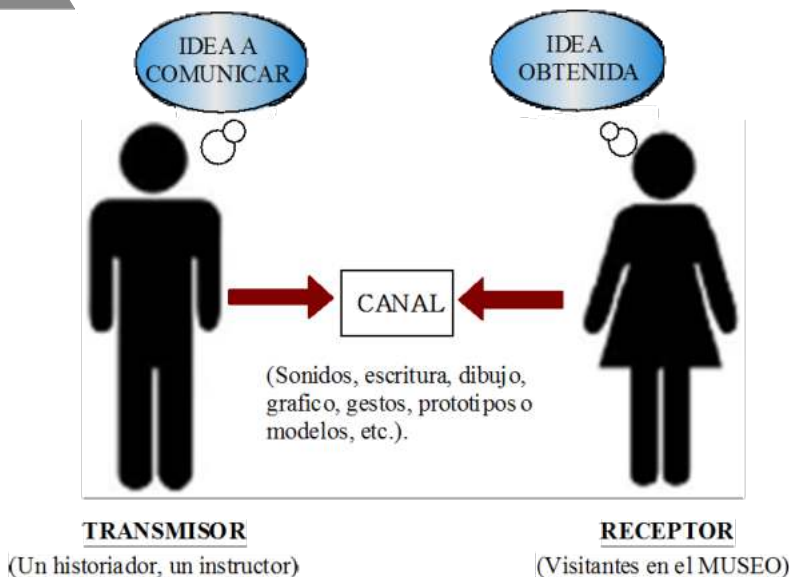 IDEA A
COMUNICAR
IDEA
OBTENIDA
CANAL
(Sonidos, escritura, dibujo,
grafico, gestos, prototipos o
modelos, etc.).
TRANSMISOR
(Un historiador, un instructor)
RECEPTOR
(Visitantes en el MUSEO)